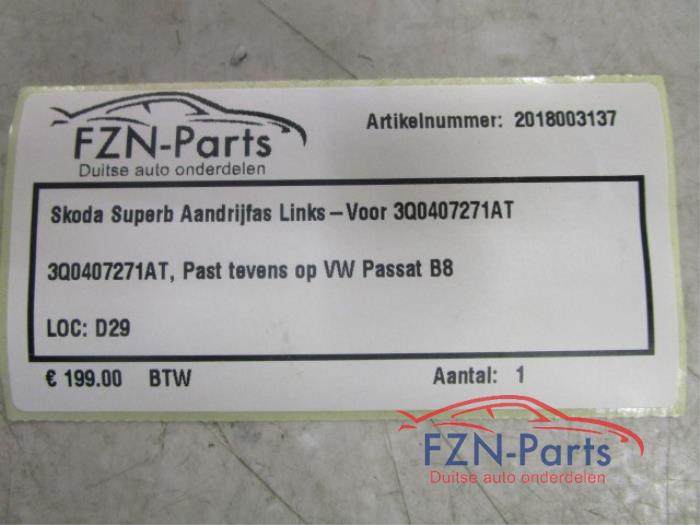 FZN-Parts
Duitse auto onderdelen
Artikelnummer: 2018003137
Skoda Superb Aandrijfas Links-Voor 3Q0407271AT
3Q0407271AT, Past tevens op VW Passat B8
LOC: D29
€ 199.00 BTW
Aantal: 1
FZN-Parts
Duitse auto onderdelen